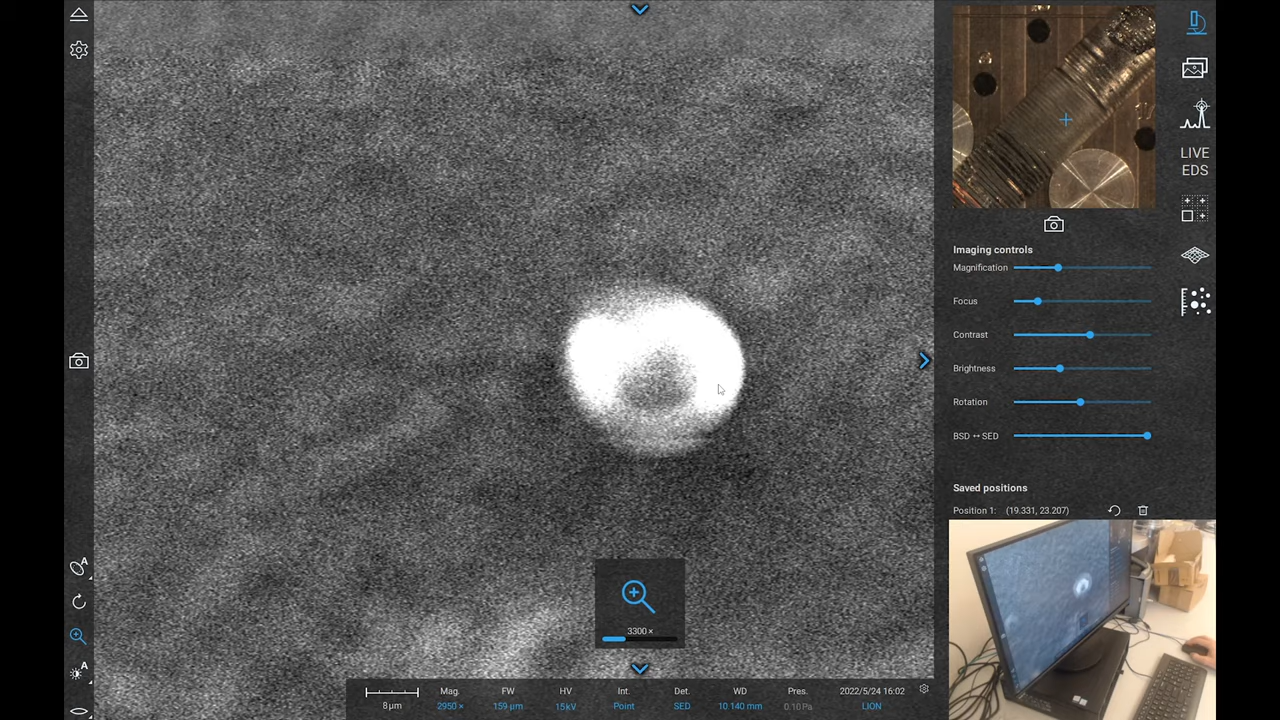 LIVE
EDS
Imaging controls
Magnification
Focus
Contrast
Brightness
Rotation
BSD ↔ SED
Saved positions
Position 1: (19.331, 23.207)
A
A
3300 ×
8 µm
Mag. FW HV Int. Det. WD Pres. 2022/5/24 16:02
2950 × 159 µm 15 kV Point SED 10.140 mm 0.10 Pa LION